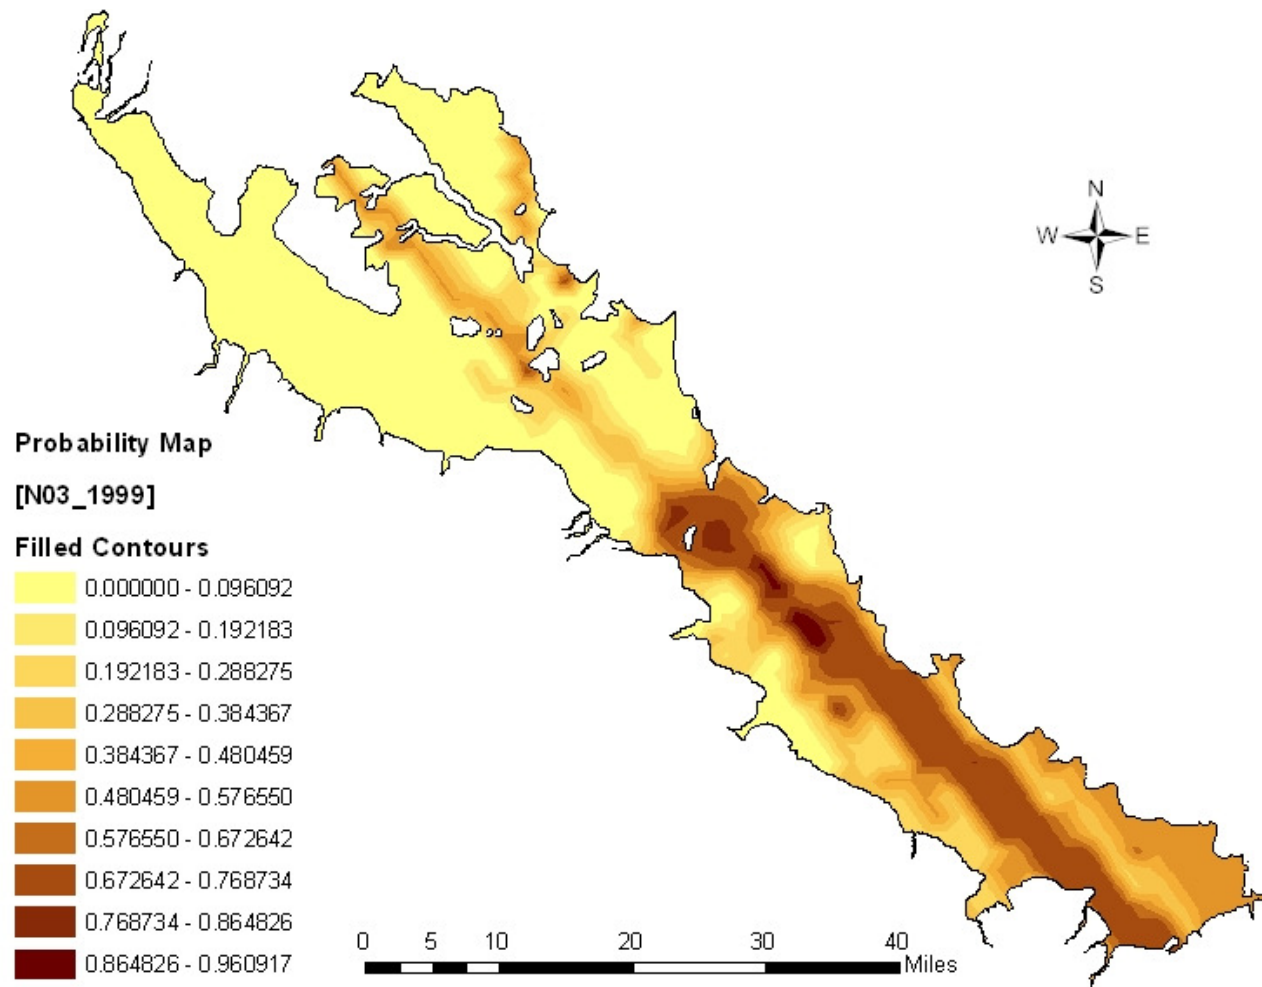 N
W E
S
Probability Map
[N03_1999]
Filled Contours
0.000000 - 0.096092
0.096092 - 0.192183
0.192183 - 0.288275
0.288275 - 0.384367
0.384367 - 0.480459
0.480459 - 0.576550
0.576550 - 0.672642
0.672642 - 0.768734
0.768734 - 0.864826
0.864826 - 0.960917
0 5 10 20 30 40
Miles